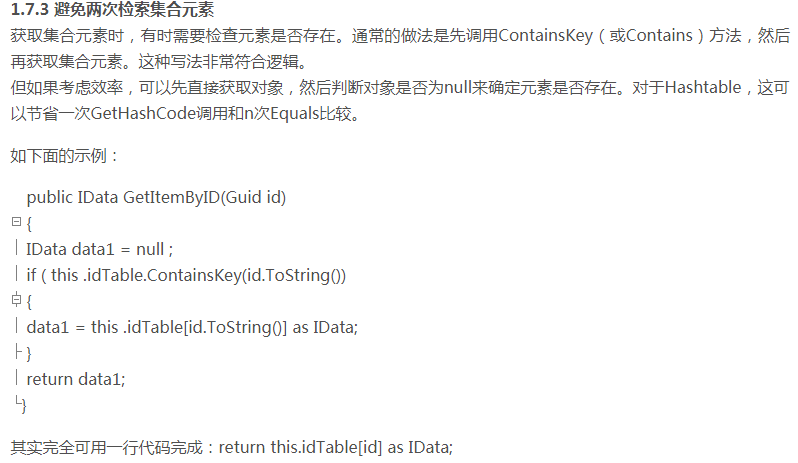 1.7.3 避免两次检索集合元素
获取集合元素时，有时需要检查元素是否存在。通常的做法是先调用ContainsKey（或Contains）方法，然后
再获取集合元素。这种写法非常符合逻辑。
但如果考虑效率，可以先直接获取对象，然后判断对象是否为null来确定元素是否存在。对于Hashtable，这可
以节省一次GetHashCode调用和n次Equals比较。
如下面的示例：
public IData GetItemByID(Guid id)
{
IData data1 = null ;
if ( this .idTable.ContainsKey(id.ToString())
{
data1 = this .idTable[id.ToString()] as IData;
}
return data1;
}
其实完全可用一行代码完成：return this.idTable[id] as IData;